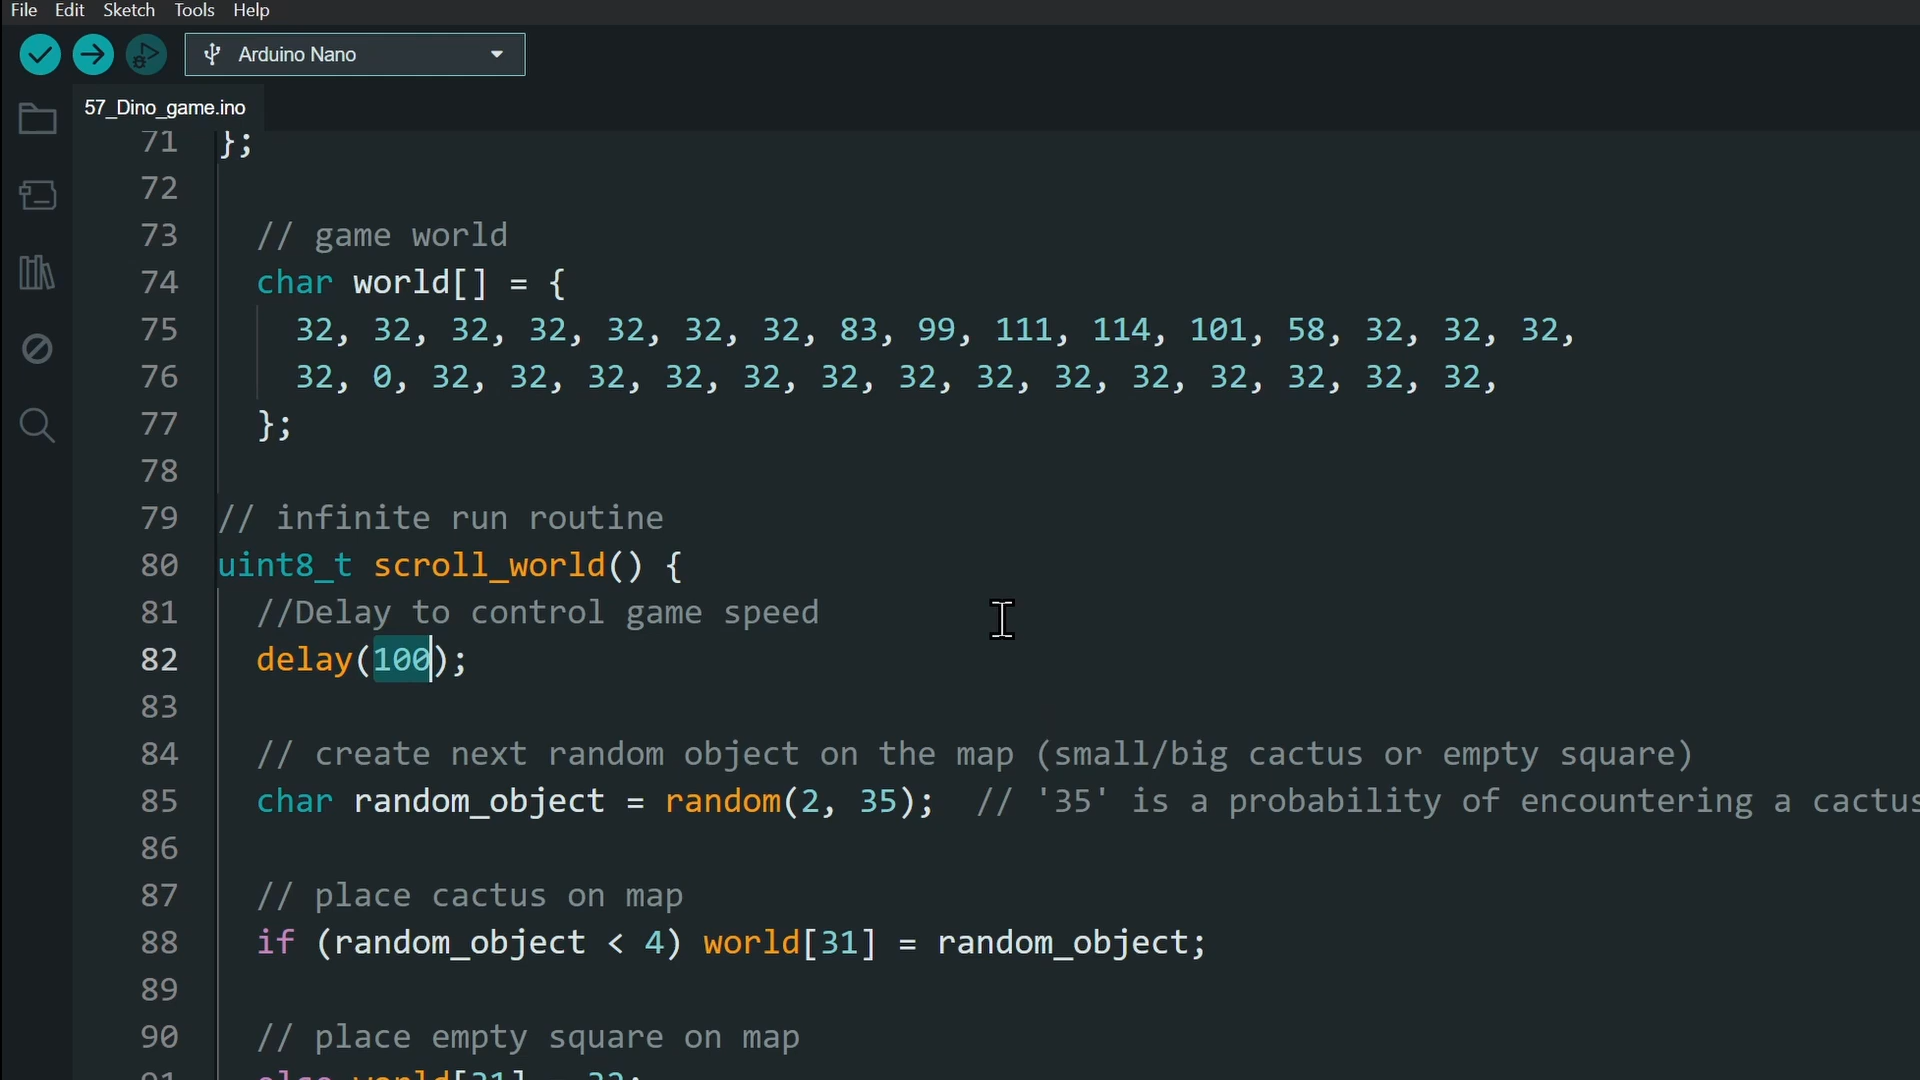 File Edit Sketch Tools Help
Arduino Nano
57_Dino_game.ino
71 };
72
73 // game world
74 char world[] = {
75 32, 32, 32, 32, 32, 32, 32, 83, 99, 111, 114, 101, 58, 32, 32, 32,
76 32, 0, 32, 32, 32, 32, 32, 32, 32, 32, 32, 32, 32, 32, 32, 32,
77 };
78
79 // infinite run routine
80 uint8_t scroll_world() {
81 //Delay to control game speed
82 delay(100);
83
84 // create next random object on the map (small/big cactus or empty square)
85 char random_object = random(2, 35); // '35' is a probability of encountering a cactus
86
87 // place cactus on map
88 if (random_object < 4) world[31] = random_object;
89
90 // place empty square on map
91 else world[31] = 32;